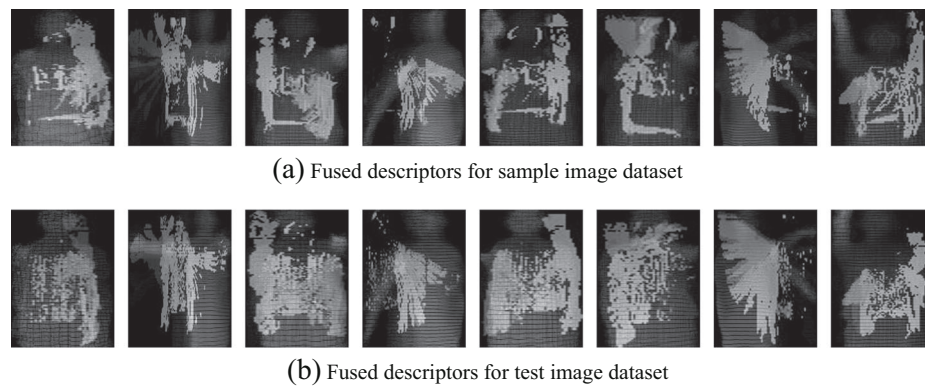 (a) Fused descriptors for sample image dataset
(b) Fused descriptors for test image dataset